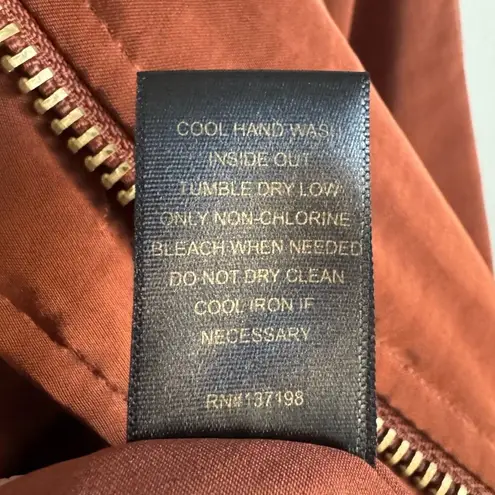 COOL HAND WASH
INSIDE OUT
TUMBLE DRY LOW
ONLY NON-CHLORINE
BLEACH WHEN NEEDED
DO NOT DRY CLEAN
COOL IRON IF
NECESSARY
RN#137198